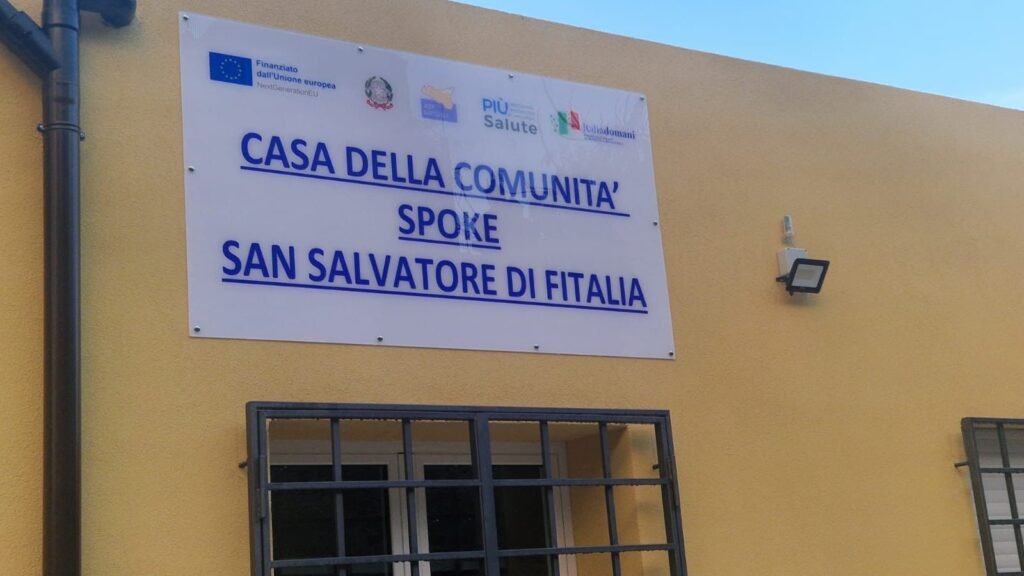 Finanziato
dall'Unione europea
NextGenerationEU
PIÙ
Salute
Italiadomani
CASA DELLA COMUNITA'
SPOKE
SAN SALVATORE DI FITALIA